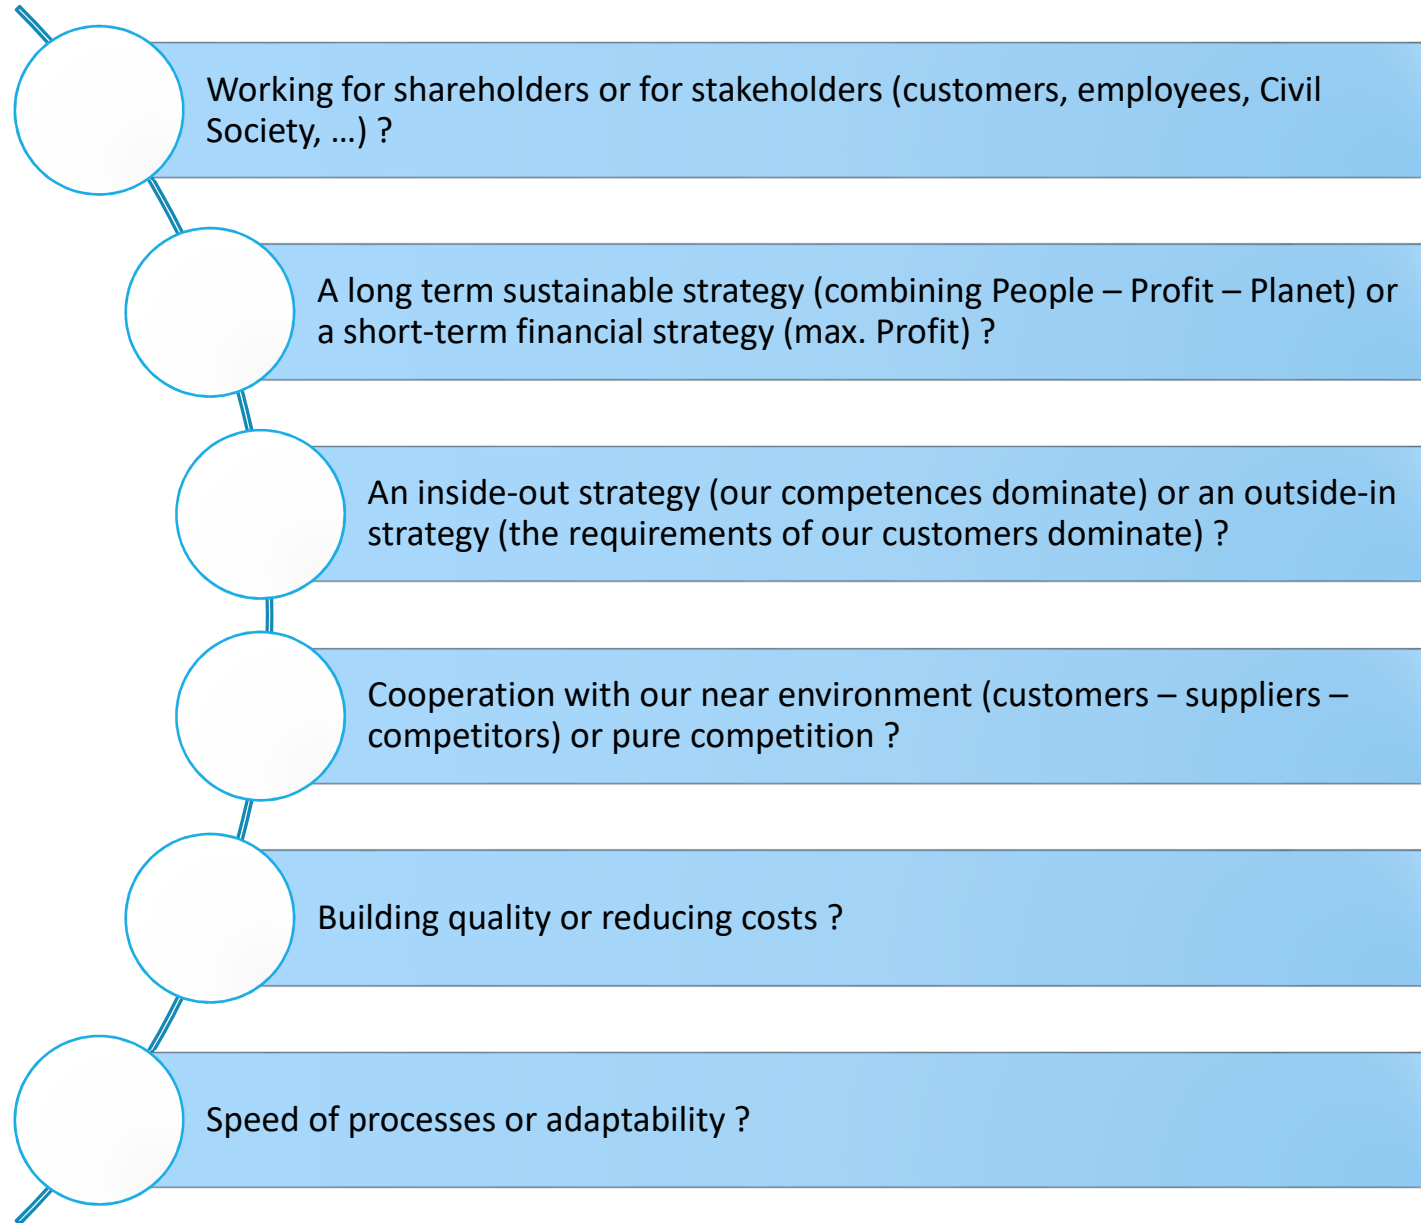 Working for shareholders or for stakeholders (customers, employees, Civil
Society, …) ?
A long term sustainable strategy (combining People – Profit – Planet) or
a short-term financial strategy (max. Profit) ?
An inside-out strategy (our competences dominate) or an outside-in
strategy (the requirements of our customers dominate) ?
Cooperation with our near environment (customers – suppliers –
competitors) or pure competition ?
Building quality or reducing costs ?
Speed of processes or adaptability ?